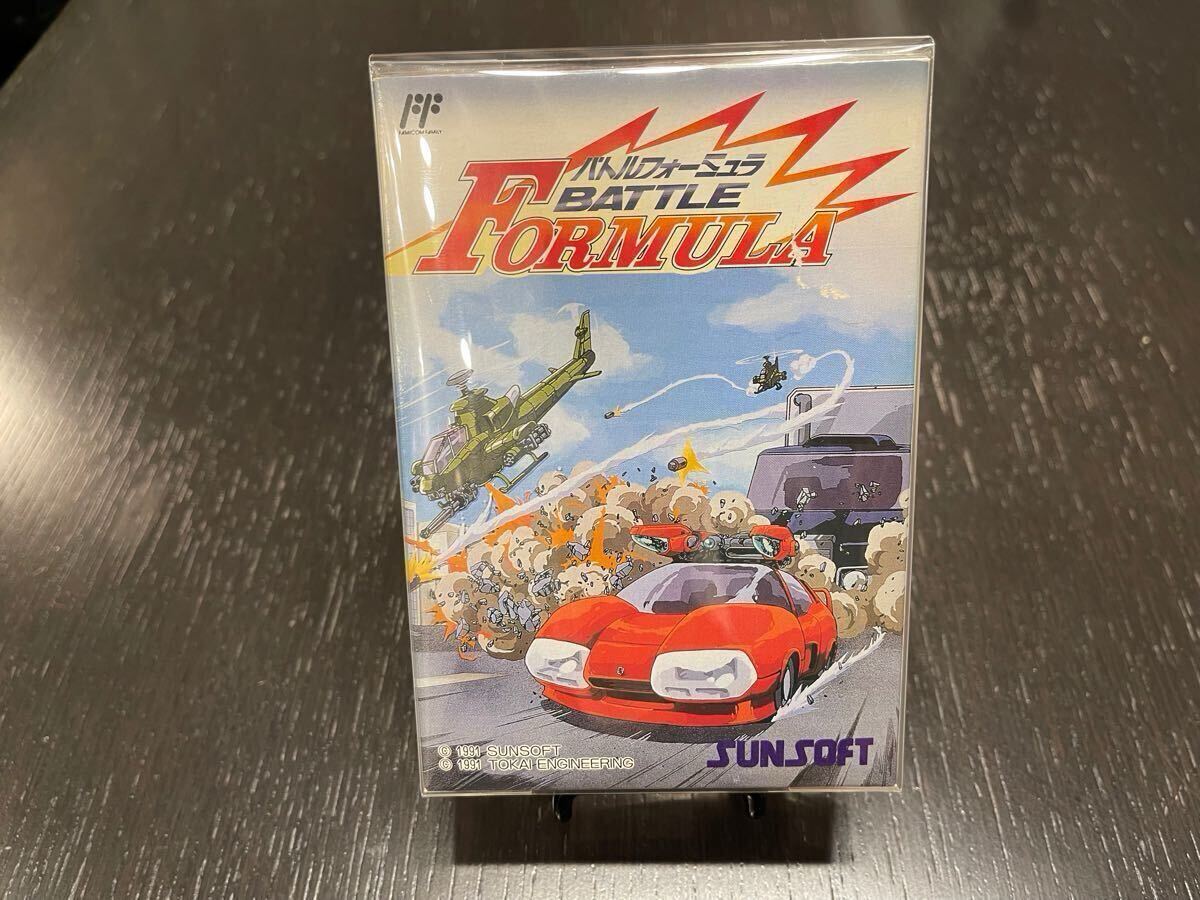 FAMICOM FAMILY
バトルフォーミュラ
BATTLE
FORMULA
© 1991 SUNSOFT
© 1991 TOKAI ENGINEERING
SUNSOFT